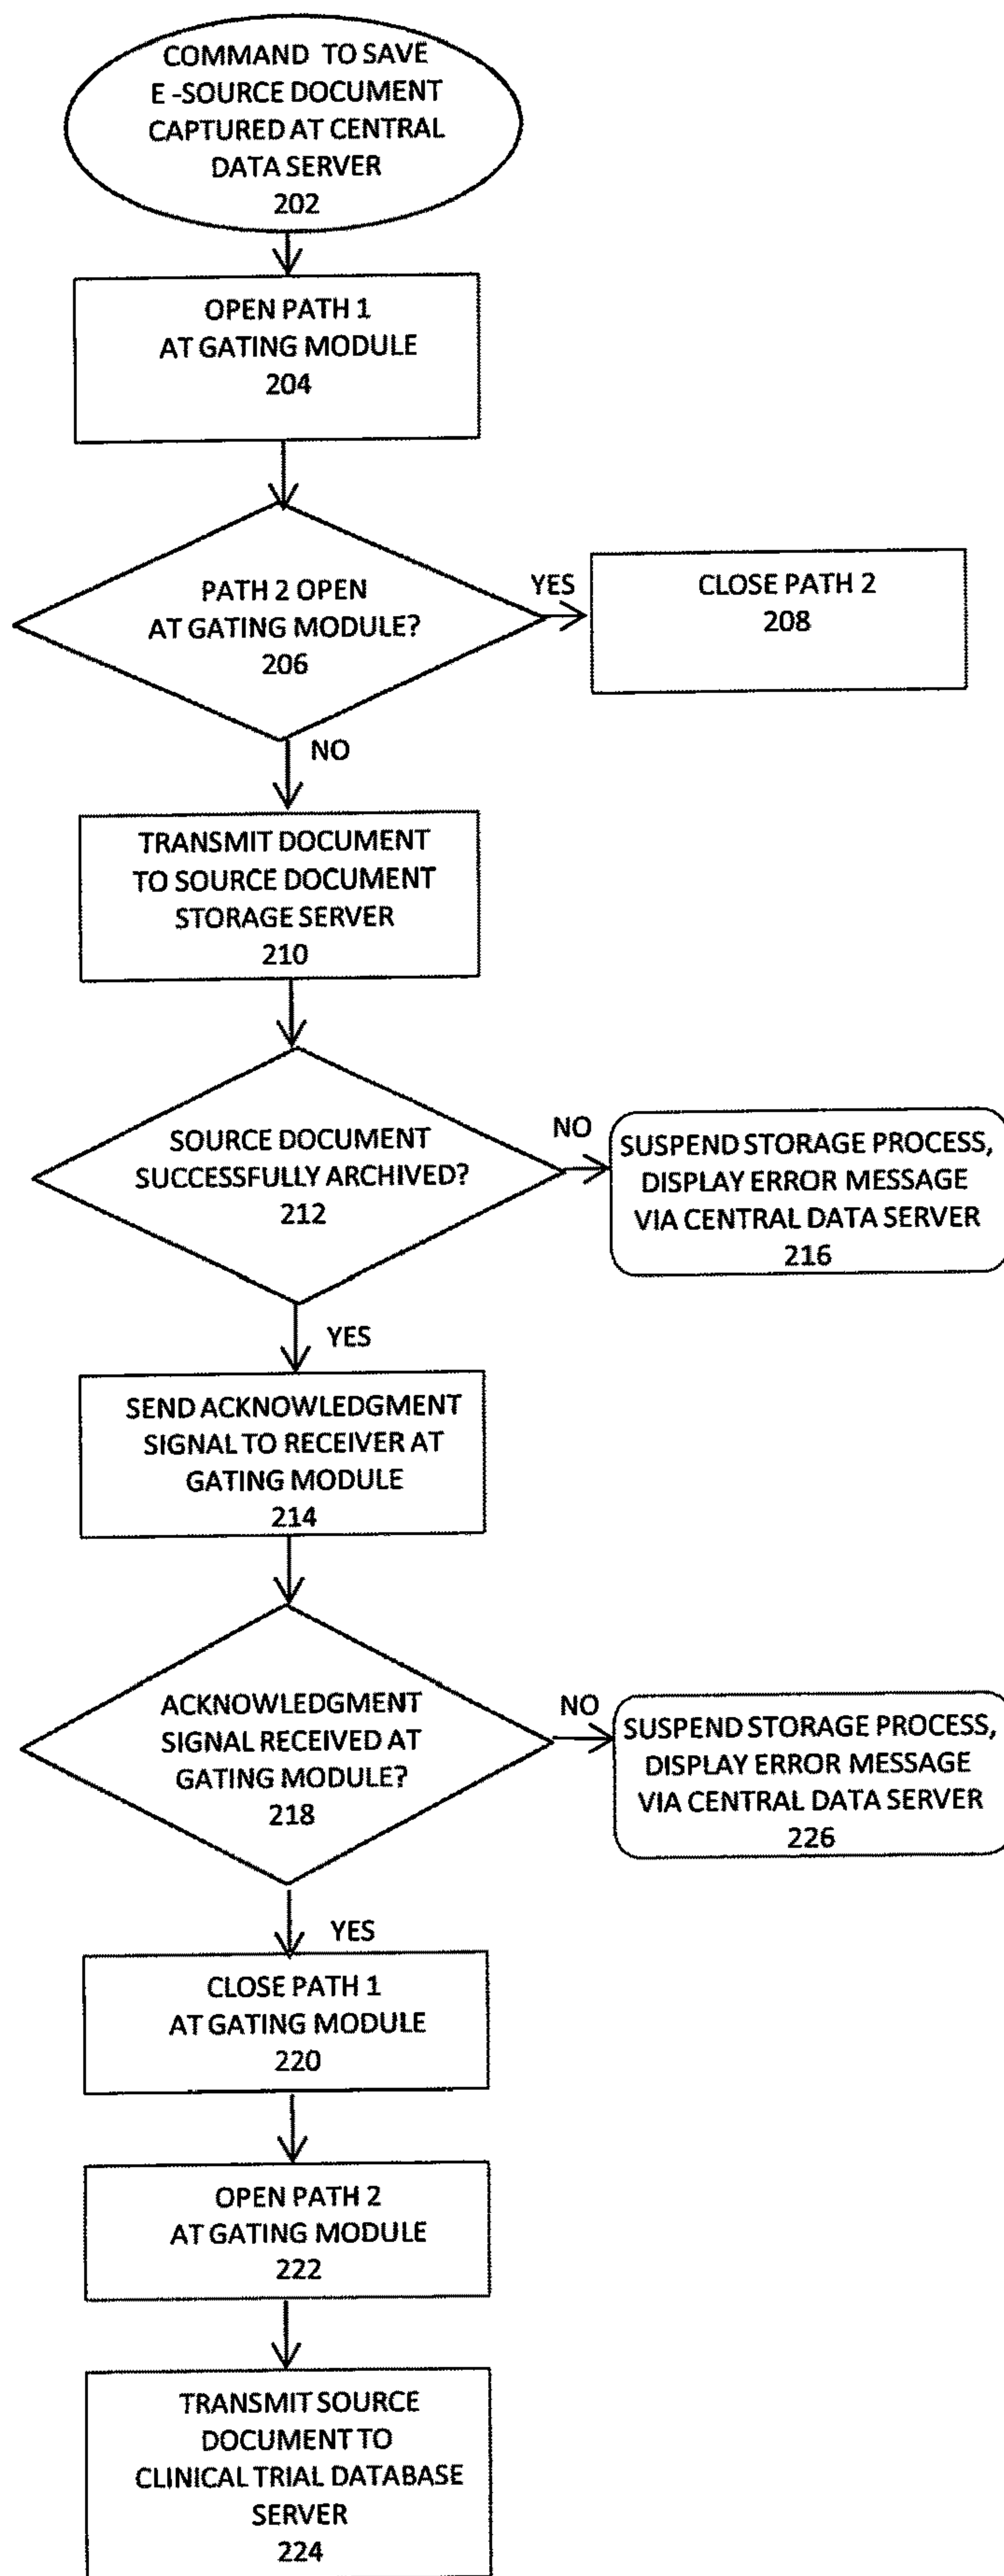 COMMAND TO SAVE
E -SOURCE DOCUMENT
CAPTURED AT CENTRAL
DATA SERVER
202
OPEN PATH 1
AT GATING MODULE
204
PATH 2 OPEN
AT GATING MODULE?
206
YES
CLOSE PATH 2
208
NO
TRANSMIT DOCUMENT
TO SOURCE DOCUMENT
STORAGE SERVER
210
SOURCE DOCUMENT
SUCCESSFULLY ARCHIVED?
212
NO
SUSPEND STORAGE PROCESS,
DISPLAY ERROR MESSAGE
VIA CENTRAL DATA SERVER
216
YES
SEND ACKNOWLEDGMENT
SIGNAL TO RECEIVER AT
GATING MODULE
214
ACKNOWLEDGMENT
SIGNAL RECEIVED AT
GATING MODULE?
218
NO
SUSPEND STORAGE PROCESS,
DISPLAY ERROR MESSAGE
VIA CENTRAL DATA SERVER
226
YES
CLOSE PATH 1
AT GATING MODULE
220
OPEN PATH 2
AT GATING MODULE
222
TRANSMIT SOURCE
DOCUMENT TO
CLINICAL TRIAL DATABASE
SERVER
224